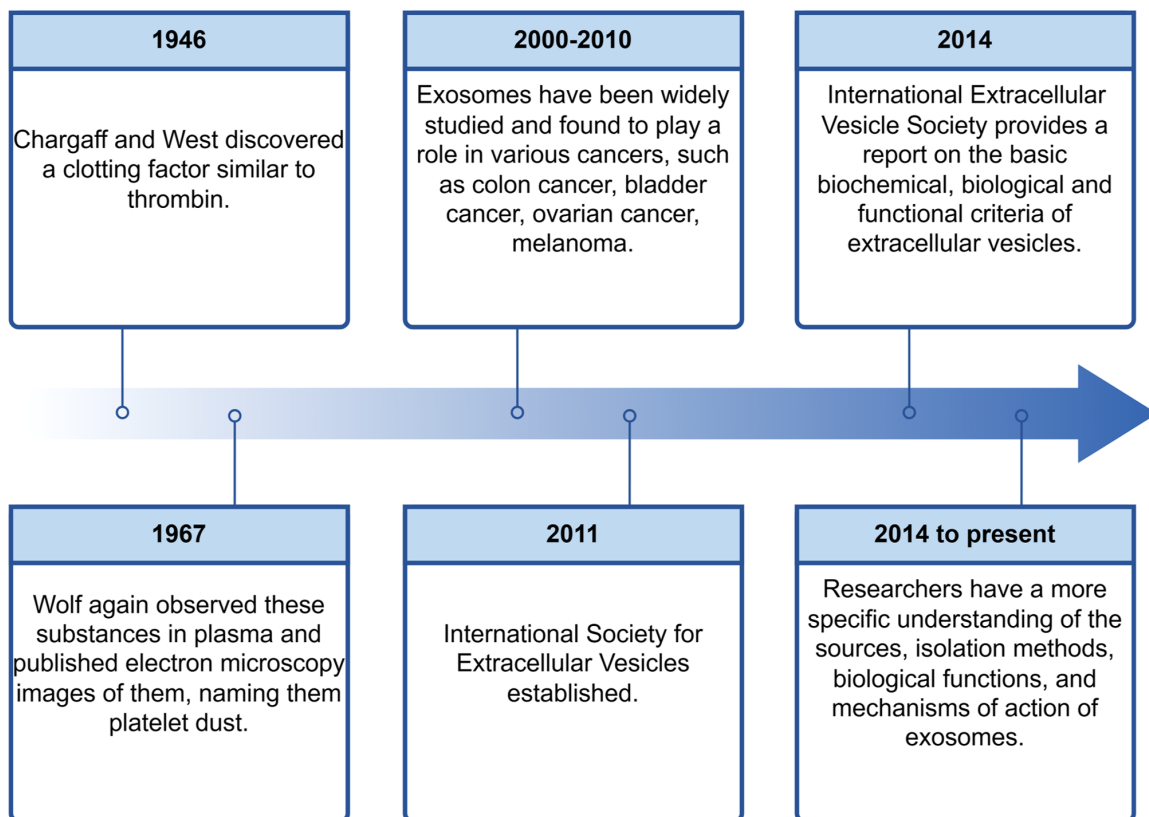 1946
Chargaff and West discovered
a clotting factor similar to
thrombin.
2000-2010
Exosomes have been widely
studied and found to play a
role in various cancers, such
as colon cancer, bladder
cancer, ovarian cancer,
melanoma.
2014
International Extracellular
Vesicle Society provides a
report on the basic
biochemical, biological and
functional criteria of
extracellular vesicles.
1967
Wolf again observed these
substances in plasma and
published electron microscopy
images of them, naming them
platelet dust.
2011
International Society for
Extracellular Vesicles
established.
2014 to present
Researchers have a more
specific understanding of the
sources, isolation methods,
biological functions, and
mechanisms of action of
exosomes.